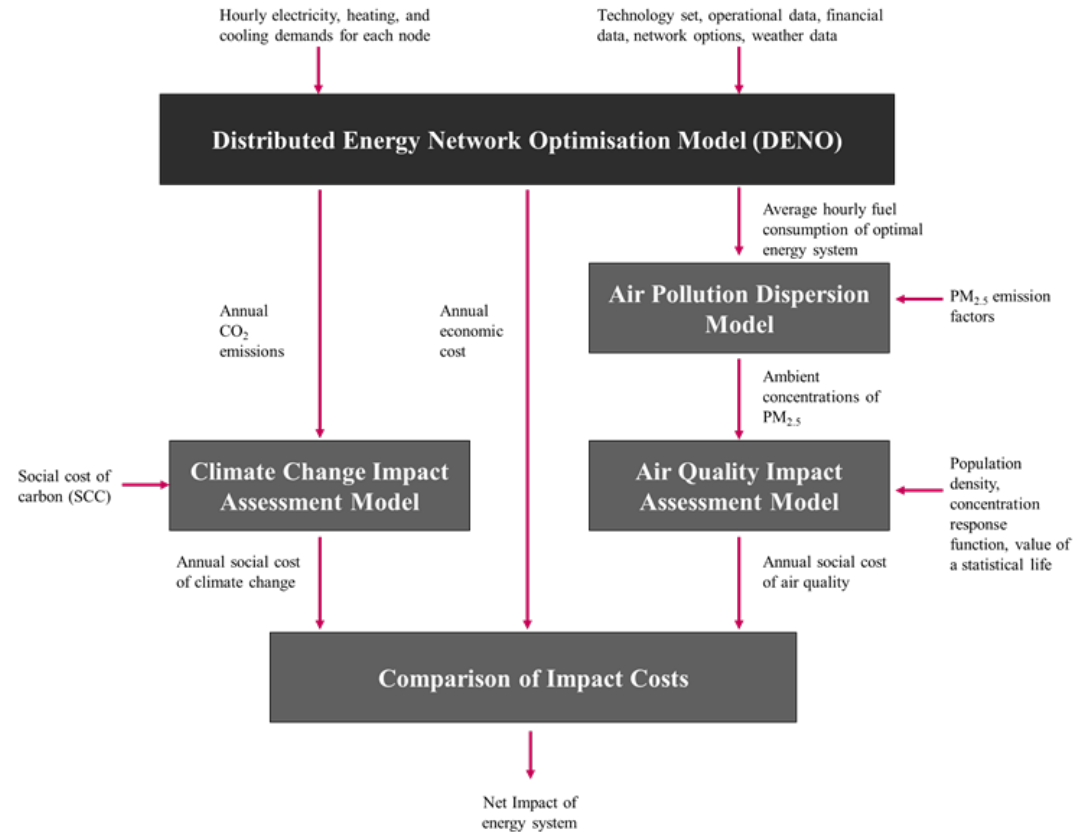 Hourly electricity, heating, and
cooling demands for each node
Technology set, operational data, financial
data, network options, weather data
Distributed Energy Network Optimisation Model (DENO)
Average hourly fuel
consumption of optimal
energy system
Annual
CO₂
emissions
Annual
economic
cost
Air Pollution Dispersion
Model
PM₂.₅ emission
factors
Ambient
concentrations of
PM₂.₅
Social cost of
carbon (SCC)
Climate Change Impact
Assessment Model
Air Quality Impact
Assessment Model
Population
density,
concentration
response
function, value of
a statistical life
Annual social cost
of climate change
Annual social cost
of air quality
Comparison of Impact Costs
Net Impact of
energy system